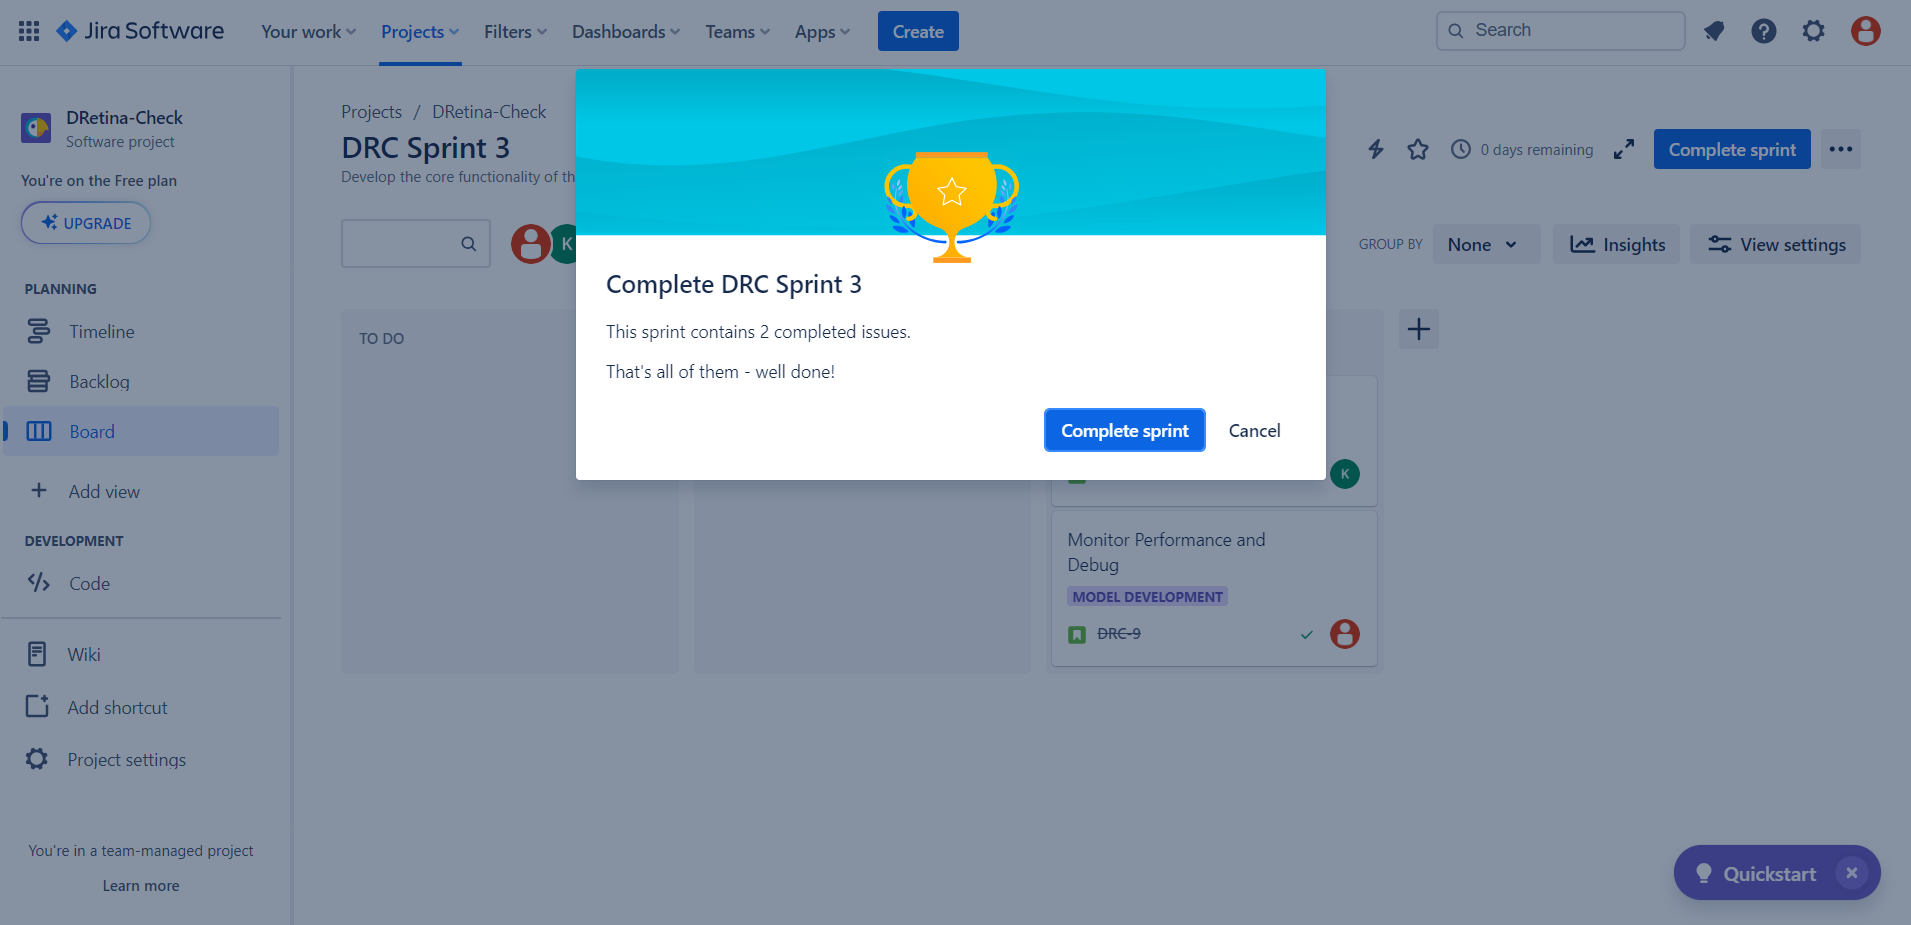 Jira Software
Your work
Projects
Filters
Dashboards
Teams
Apps
Create
Search
DRetina-Check
Software project
You're on the Free plan
UPGRADE
PLANNING
Timeline
Backlog
Board
Add view
DEVELOPMENT
Code
Wiki
Add shortcut
Project settings
You're in a team-managed project
Learn more
Projects / DRetina-Check
DRC Sprint 3
Develop the core functionality of th
0 days remaining
Complete sprint
K
GROUP BY
None
Insights
View settings
TO DO
Complete DRC Sprint 3
This sprint contains 2 completed issues.
That's all of them - well done!
Complete sprint
Cancel
K
Monitor Performance and
Debug
MODEL DEVELOPMENT
DRC-9
Quickstart